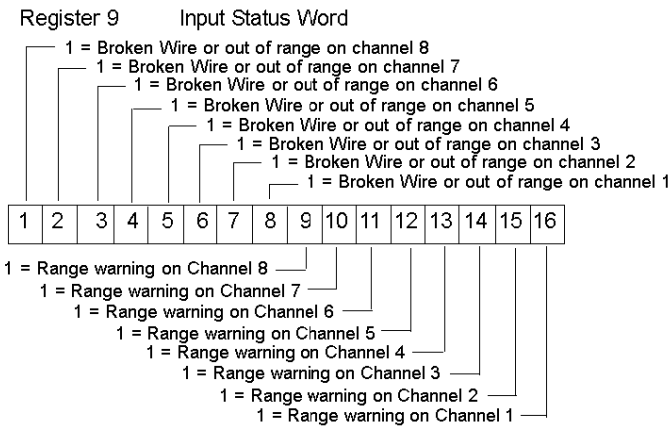 Register 9 Input Status Word
1 = Broken Wire or out of range on channel 8
1 = Broken Wire or out of range on channel 7
1 = Broken Wire or out of range on channel 6
1 = Broken Wire or out of range on channel 5
1 = Broken Wire or out of range on channel 4
1 = Broken Wire or out of range on channel 3
1 = Broken Wire or out of range on channel 2
1 = Broken Wire or out of range on channel 1
1 2 3 4 5 6 7 8 9 10 11 12 13 14 15 16
1 = Range warning on Channel 8
1 = Range warning on Channel 7
1 = Range warning on Channel 6
1 = Range warning on Channel 5
1 = Range warning on Channel 4
1 = Range warning on Channel 3
1 = Range warning on Channel 2
1 = Range warning on Channel 1